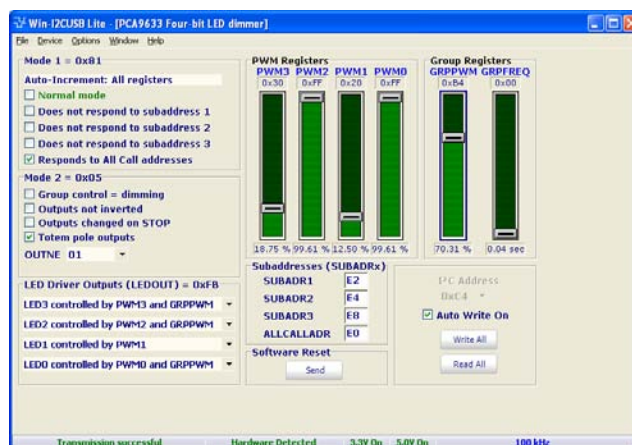 Win-I2CUSB Lite - [PCA9633 Four-bit LED dimmer]
File Device Options Window Help
Mode 1 = 0x81
Auto-Increment: All registers
Normal mode
Does not respond to subaddress 1
Does not respond to subaddress 2
Does not respond to subaddress 3
Responds to All Call addresses
Mode 2 = 0x05
Group control = dimming
Outputs not inverted
Outputs changed on STOP
Totem pole outputs
OUTNE 01
LED Driver Outputs (LEDOUT) = 0xFB
LED3 controlled by PWM3 and GRPPWM
LED2 controlled by PWM2 and GRPPWM
LED1 controlled by PWM1
LED0 controlled by PWM0 and GRPPWM
PWM Registers
PWM3 PWM2 PWM1 PWM0
0x30 0xFF 0x20 0xFF
18.75 % 99.61 % 12.50 % 99.61 %
Group Registers
GRPPWM GRPFREQ
0xB4 0x00
70.31 % 0.04 sec
Subaddresses (SUBADRx)
SUBADR1 E2
SUBADR2 E4
SUBADR3 E8
ALLCALLADR E0
Software Reset
Send
I²C Address
0xC4
Auto Write On
Write All
Read All
Transmission successful Hardware Detected 3.3V On 5.0V On 100 kHz